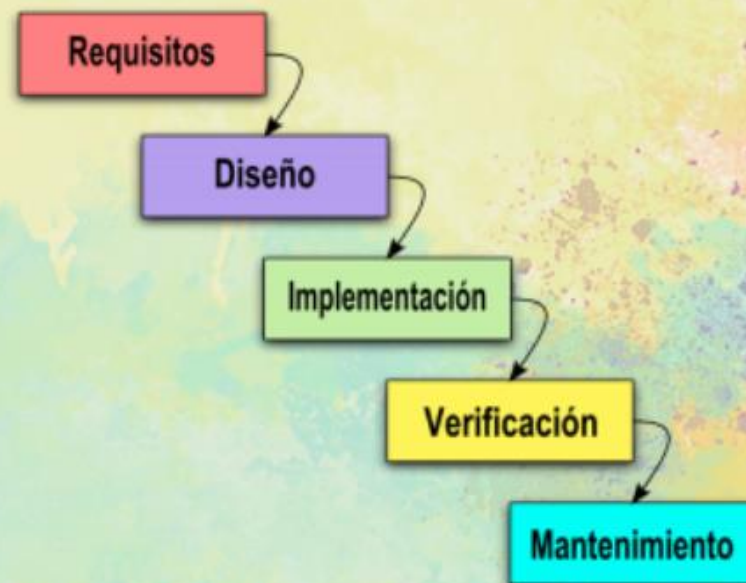 Requisitos
Diseño
Implementación
Verificación
Mantenimiento